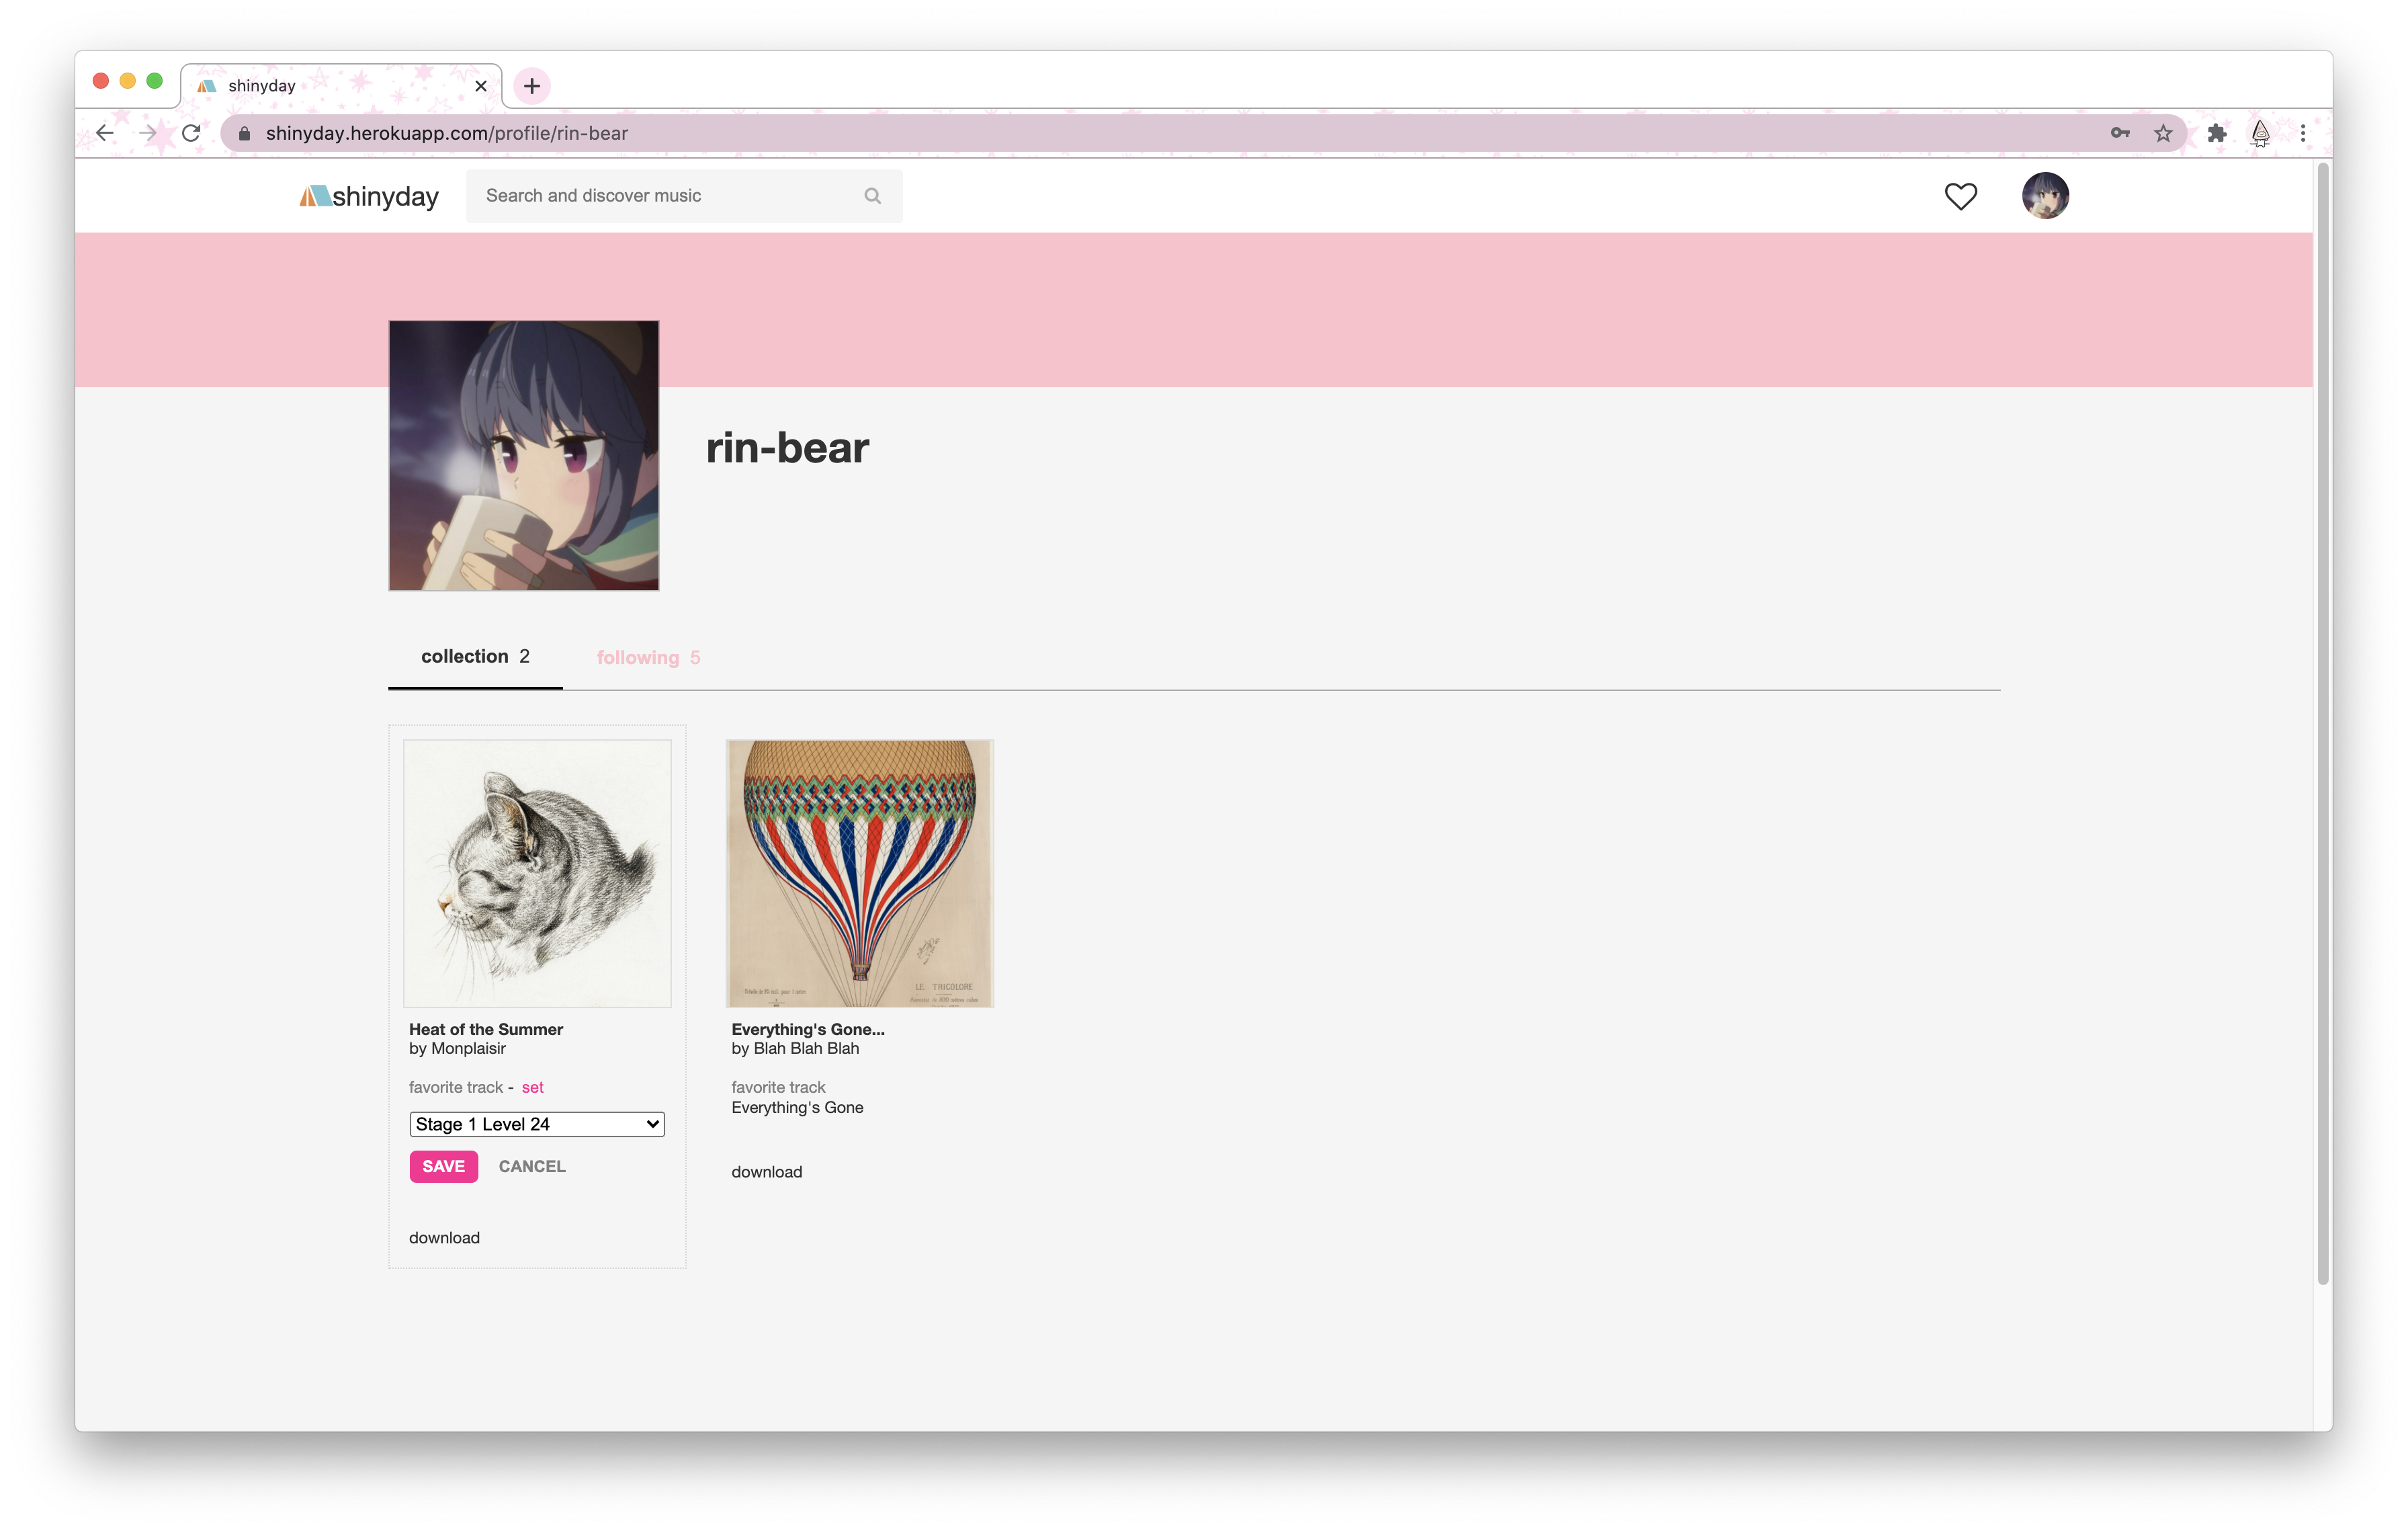 shinyday
shinyday.herokuapp.com/profile/rin-bear
shinyday
Search and discover music
rin-bear
collection 2
following 5
LE TRICOLORE
Heat of the Summer
by Monplaisir
favorite track - set
Stage 1 Level 24
SAVE CANCEL
download
Everything's Gone...
by Blah Blah Blah
favorite track
Everything's Gone
download